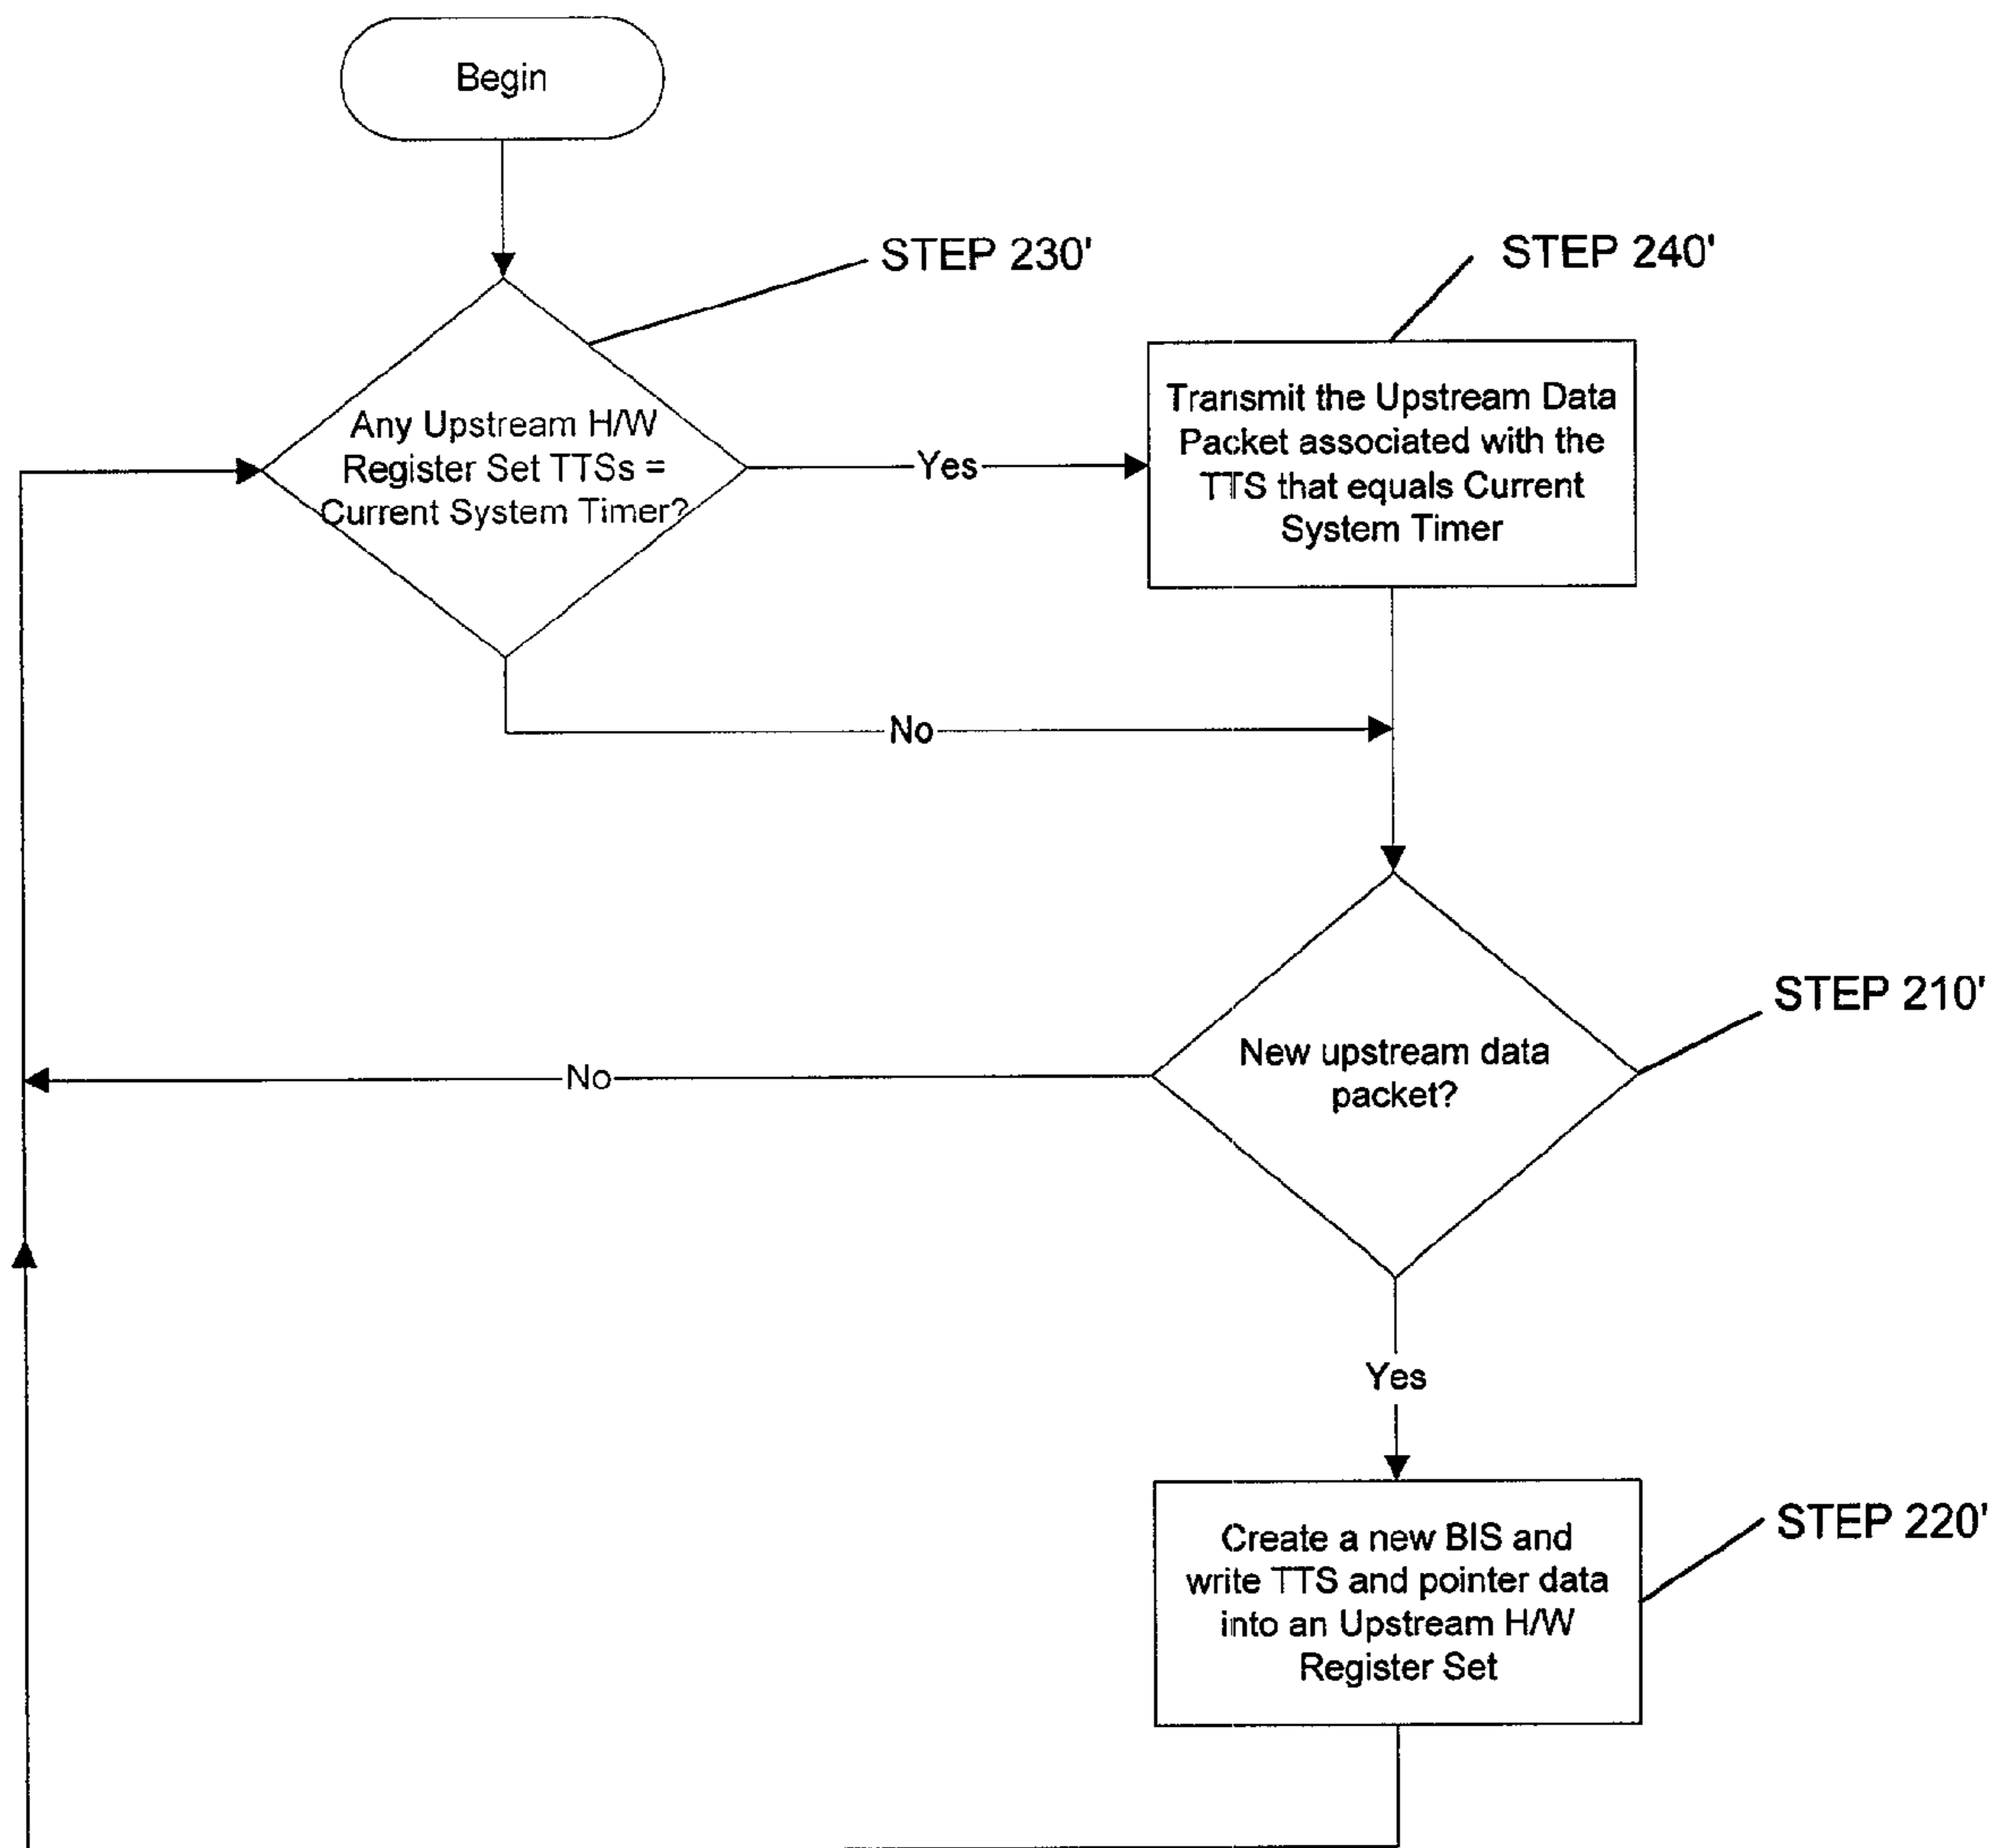 Begin
STEP 230'
STEP 240'
Any Upstream H/W
Register Set TTSs =
Current System Timer?
Yes
Transmit the Upstream Data
Packet associated with the
TTS that equals Current
System Timer
No
New upstream data
packet?
STEP 210'
No
Yes
Create a new BIS and
write TTS and pointer data
into an Upstream H/W
Register Set
STEP 220'